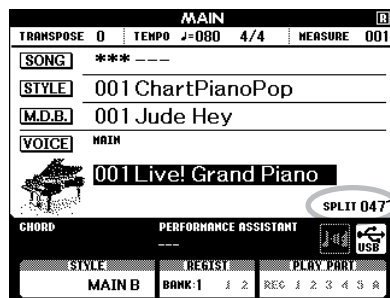 MAIN R
TRANSPOSE 0 TEMPO ♩=080 4/4 MEASURE 001
SONG *** ---
STYLE 001 ChartPianoPop
M.D.B. 001 Jude Hey
VOICE MAIN
001 Live! Grand Piano
SPLIT 047
CHORD PERFORMANCE ASSISTANT
---
USB
STYLE REGIST PLAY PART
MAIN B BANK:1 1 2 REC 1 2 3 4 5 A